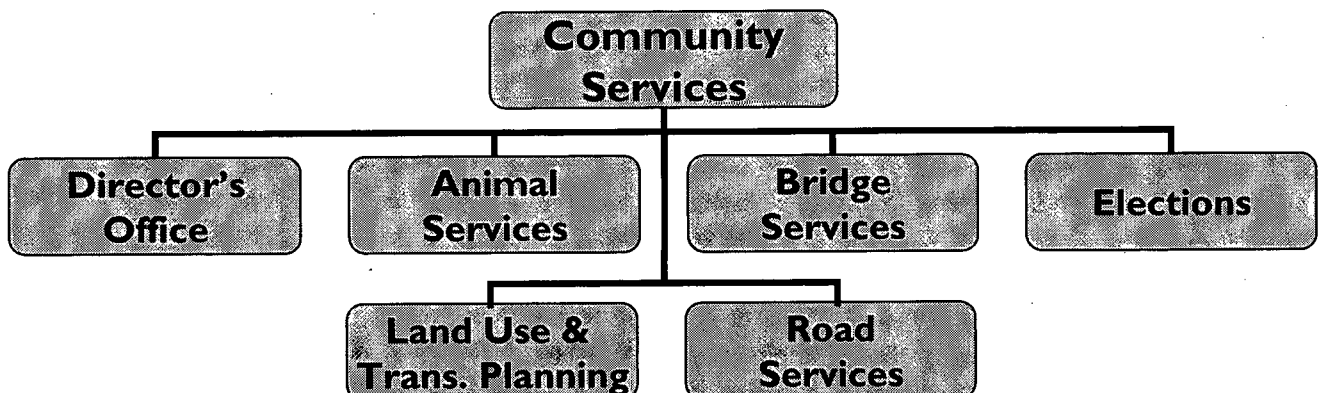 Community
Services
Director's
Office
Animal
Services
Bridge
Services
Elections
Land Use &
Trans. Planning
Road
Services